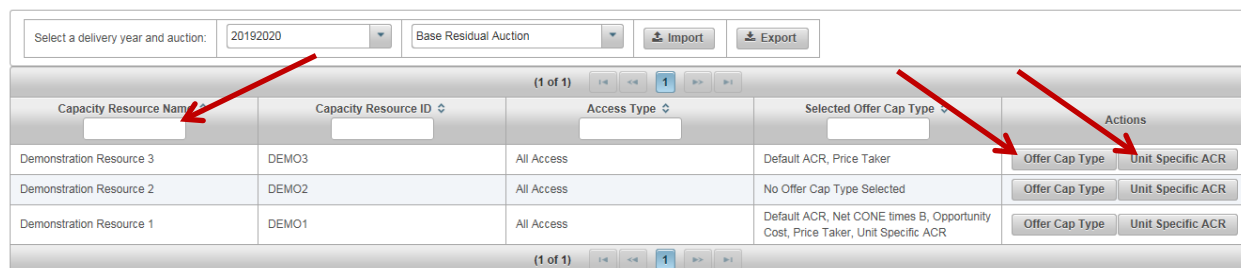 Select a delivery year and auction: 20192020 Base Residual Auction Import Export
(1 of 1) 1
Capacity Resource Name Capacity Resource ID Access Type Selected Offer Cap Type Actions
Demonstration Resource 3 DEMO3 All Access Default ACR, Price Taker Offer Cap Type Unit Specific ACR
Demonstration Resource 2 DEMO2 All Access No Offer Cap Type Selected Offer Cap Type Unit Specific ACR
Demonstration Resource 1 DEMO1 All Access Default ACR, Net CONE times B, Opportunity
Cost, Price Taker, Unit Specific ACR Offer Cap Type Unit Specific ACR
(1 of 1) 1